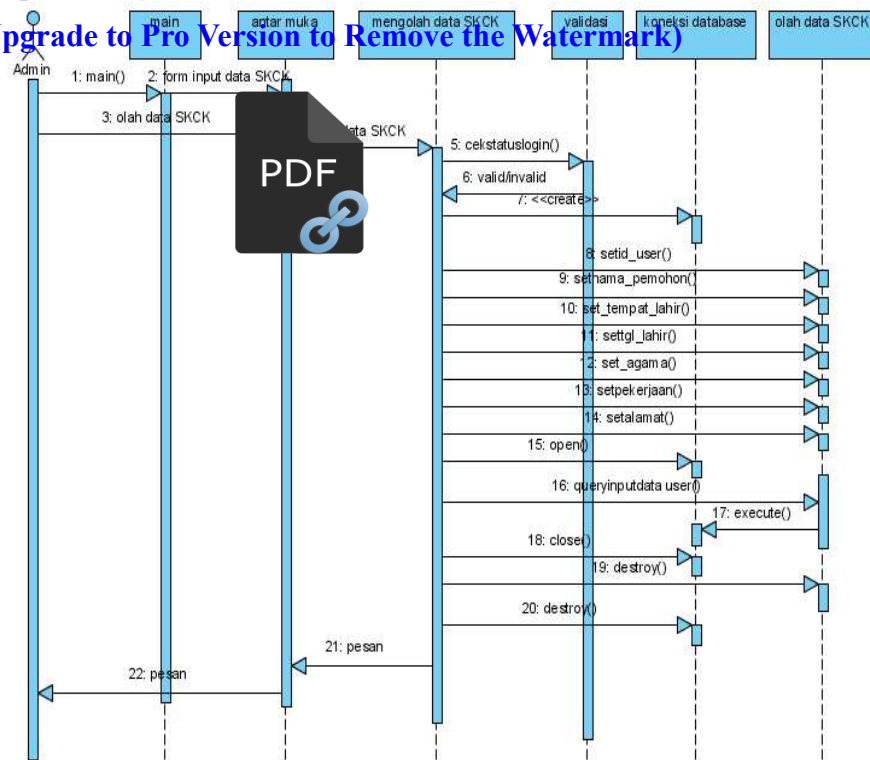 main
antar muka
mengolah data SKCK
validasi
koneksi database
olah data SKCK
pgrade to Pro Version to Remove the Watermark)
Admin
1: main()
2: form input data SKCK
3: olah data SKCK
data SKCK
PDF
5: cekstatuslogin()
6: valid/invalid
7: <<create>>
8: setid_user()
9: setnama_pemohon()
10: set_tempat_lahir()
11: settgl_lahir()
12: set_agama()
13: setpekerjaan()
14: setalamat()
15: open()
16: queryinputdata user()
17: execute()
18: close()
19: destroy()
20: destroy()
21: pesan
22: pesan